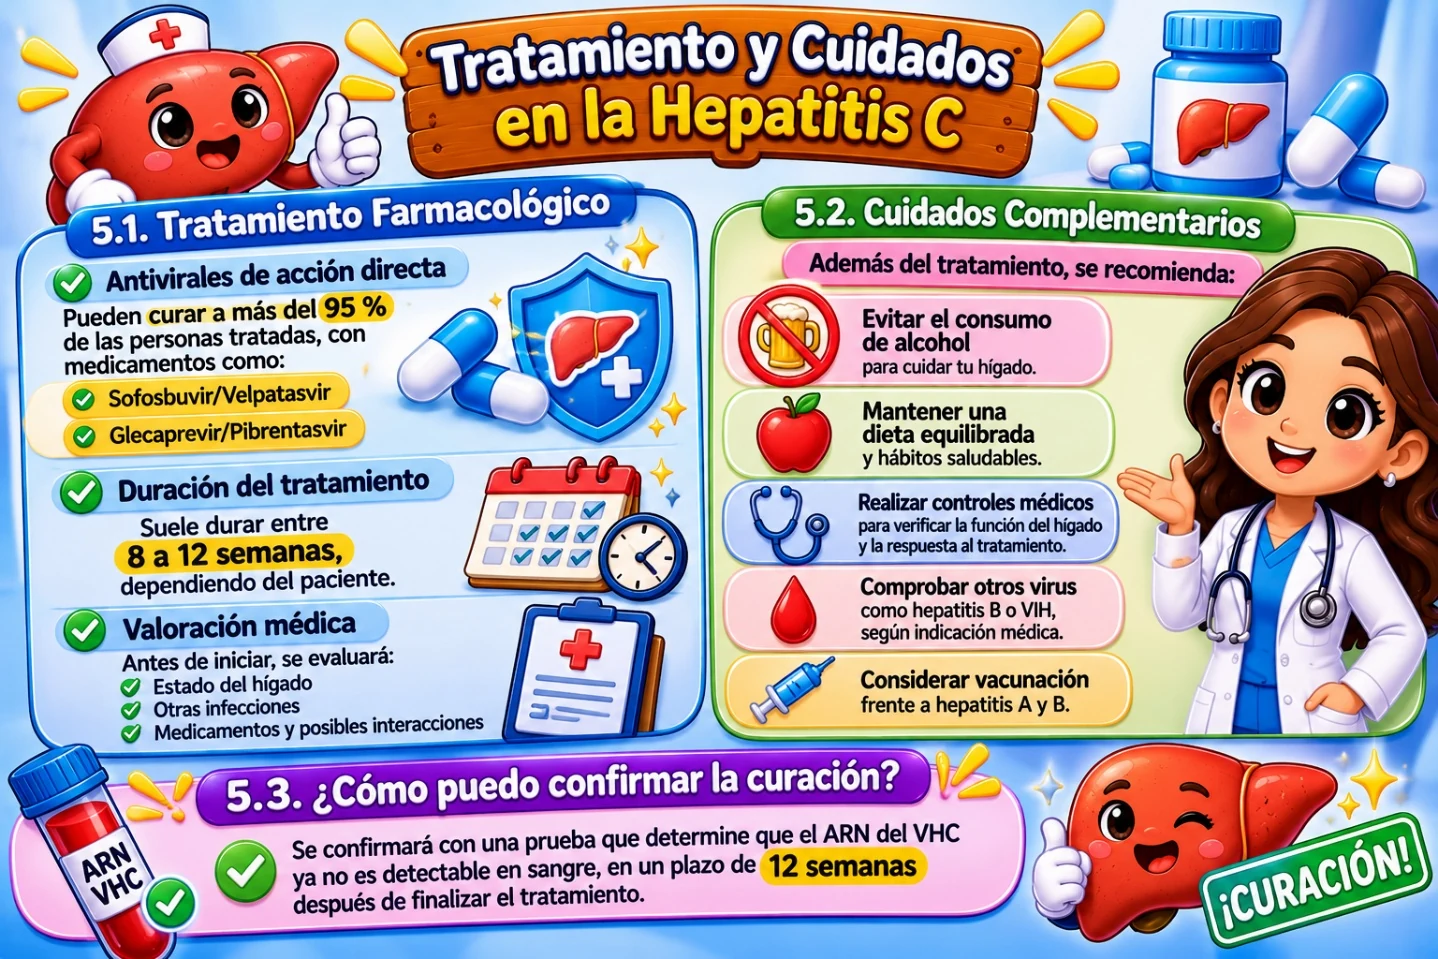 Tratamiento y Cuidados
en la Hepatitis C
5.1. Tratamiento Farmacológico
Antivirales de acción directa
Pueden curar a más del 95 %
de las personas tratadas, con
medicamentos como:
Sofosbuvir/Velpatasvir
Glecaprevir/Pibrentasvir
Duración del tratamiento
Suele durar entre
8 a 12 semanas,
dependiendo del paciente.
Valoración médica
Antes de iniciar, se evaluará:
Estado del hígado
Otras infecciones
Medicamentos y posibles interacciones
5.2. Cuidados Complementarios
Además del tratamiento, se recomienda:
Evitar el consumo
de alcohol
para cuidar tu hígado.
Mantener una
dieta equilibrada
y hábitos saludables.
Realizar controles médicos
para verificar la función del hígado
y la respuesta al tratamiento.
Comprobar otros virus
como hepatitis B o VIH,
según indicación médica.
Considerar vacunación
frente a hepatitis A y B.
5.3. ¿Cómo puedo confirmar la curación?
Se confirmará con una prueba que determine que el ARN del VHC
ya no es detectable en sangre, en un plazo de 12 semanas
después de finalizar el tratamiento.
ARN
VHC
¡CURACIÓN!